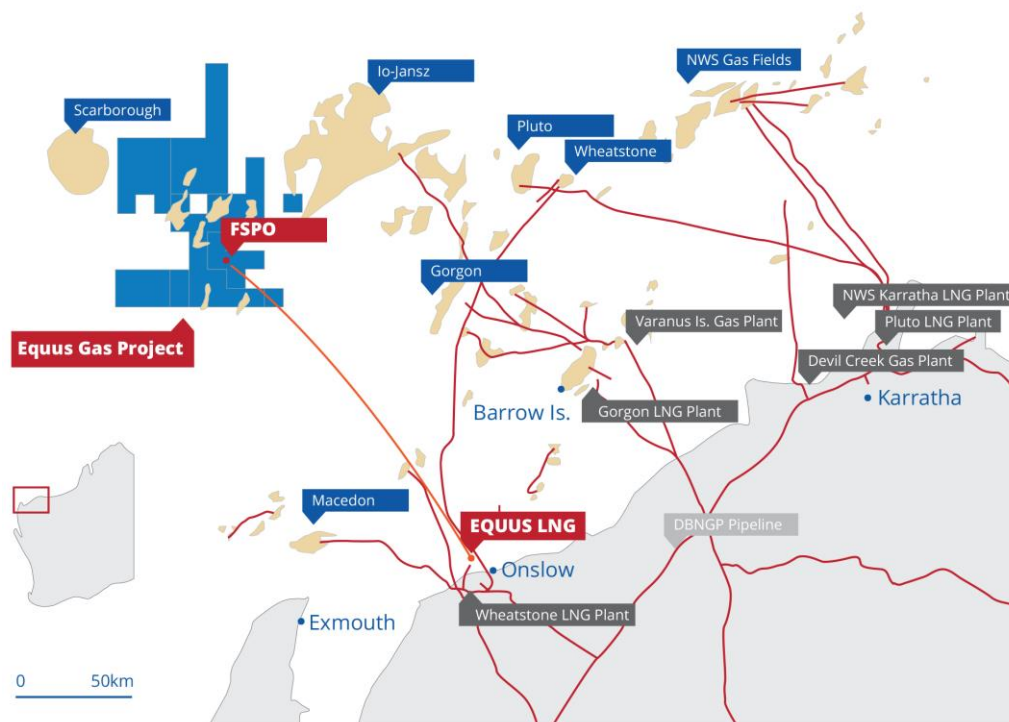 NWS Gas Fields
Io-Jansz
Scarborough
Pluto
Wheatstone
FSPO
Gorgon
NWS Karratha LNG Plant
Varanus Is. Gas Plant
Pluto LNG Plant
Equus Gas Project
Devil Creek Gas Plant
Karratha
Barrow Is.
Gorgon LNG Plant
Macedon
EQUUS LNG
DBNGP Pipeline
Onslow
Wheatstone LNG Plant
Exmouth
0 50km